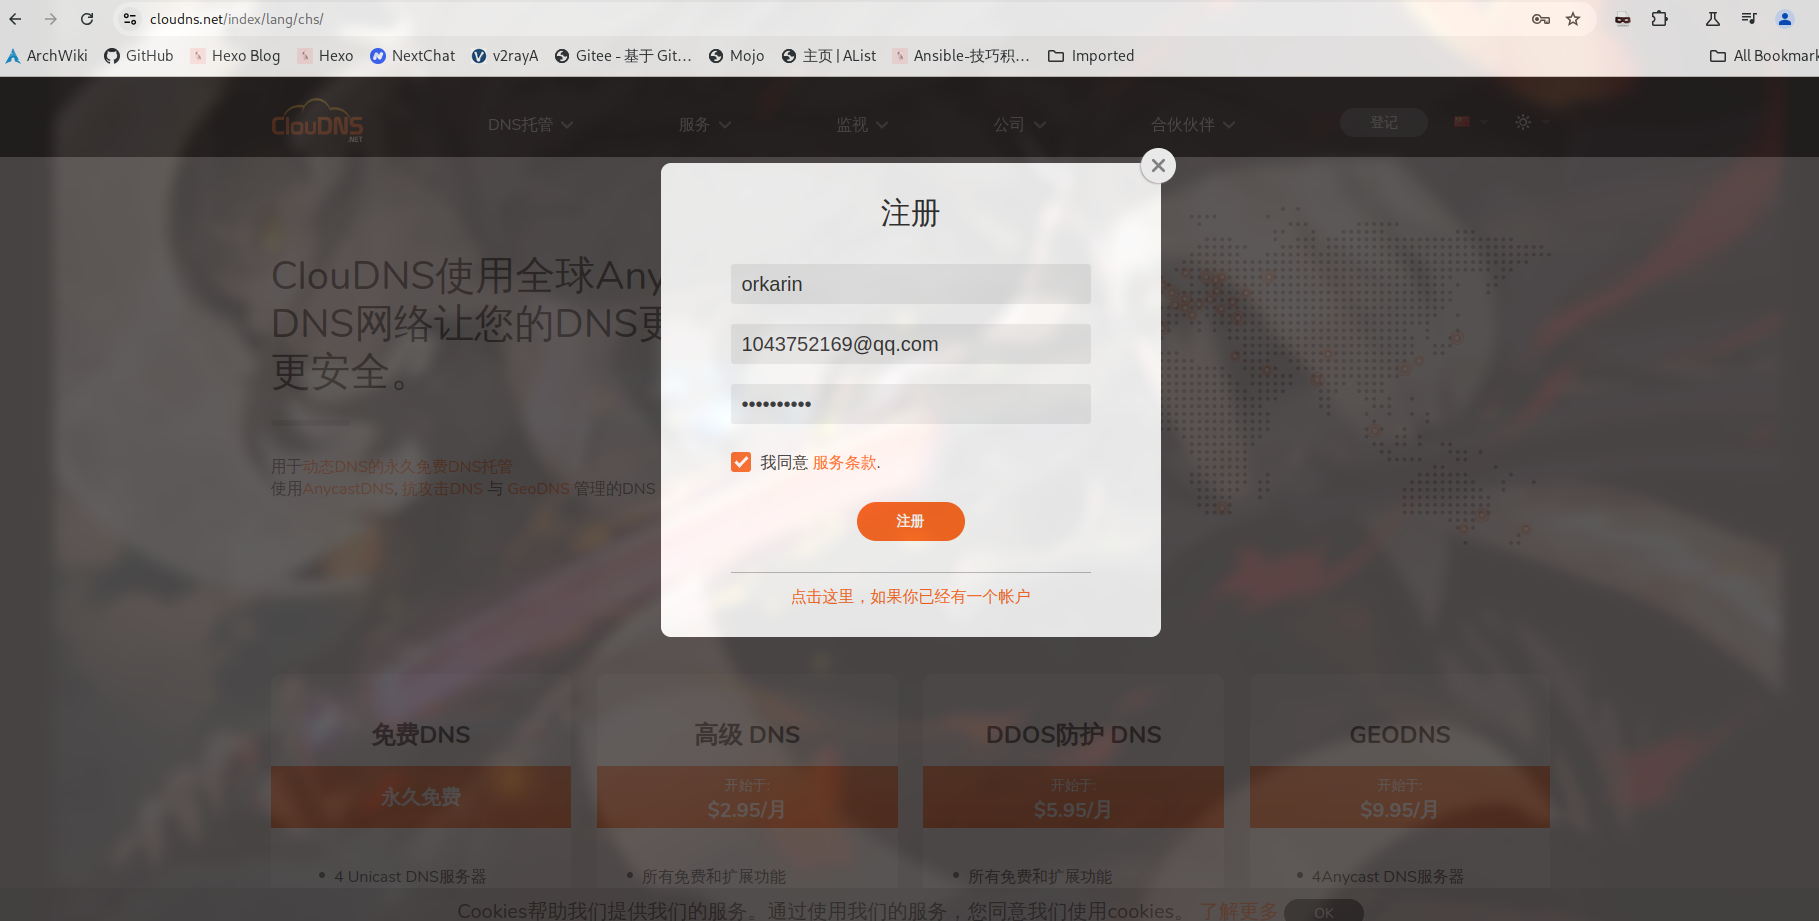 cloudns.net/index/lang/chs/
ArchWiki GitHub Hexo Blog Hexo NextChat v2rayA Gitee - 基于 Git... Mojo 主页 | AList Ansible-技巧积... Imported All Bookmark
ClouDNS .NET DNS托管 服务 监视 公司 合伙伙伴 登记
注册
orkarin
1043752169@qq.com
••••••••••
我同意 服务条款.
注册
点击这里，如果你已经有一个帐户
ClouDNS使用全球Any
DNS网络让您的DNS更
更安全。
用于动态DNS的永久免费DNS托管
使用AnycastDNS, 抗攻击DNS 与 GeoDNS 管理的DNS
免费DNS
永久免费
4 Unicast DNS服务器
高级 DNS
开始于:
$2.95/月
所有免费和扩展功能
DDOS防护 DNS
开始于:
$5.95/月
所有免费和扩展功能
GEODNS
开始于:
$9.95/月
4Anycast DNS服务器
Cookies帮助我们提供我们的服务。通过使用我们的服务，您同意我们使用cookies。 了解更多 OK